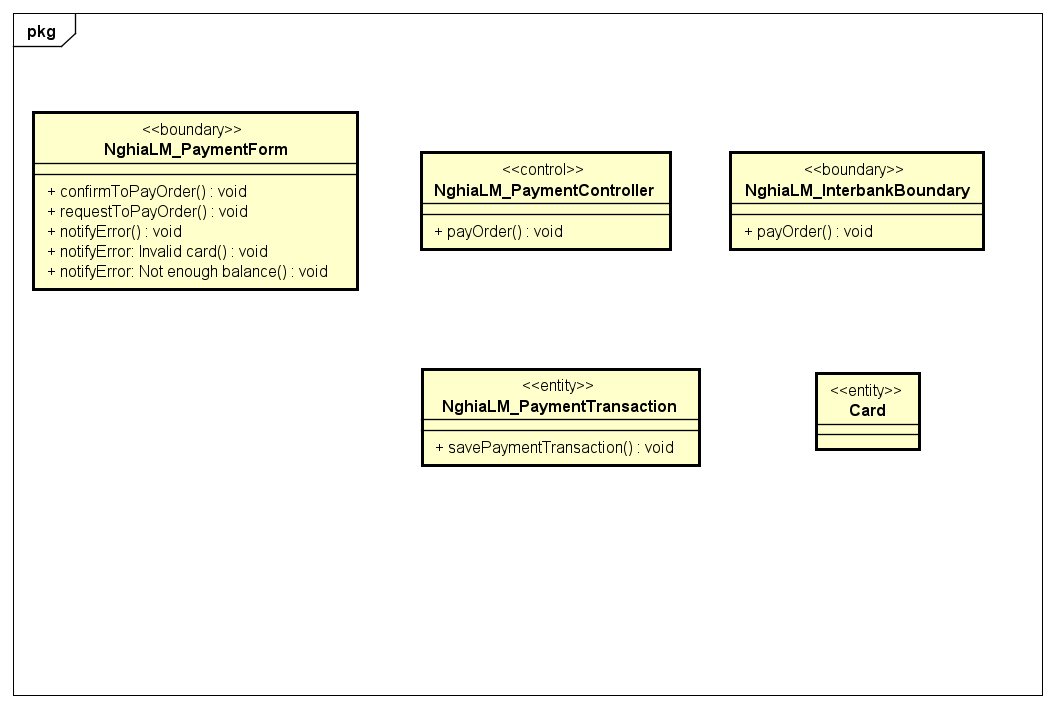 pkg
<<boundary>>
NghiaLM_PaymentForm
+ confirmToPayOrder() : void
+ requestToPayOrder() : void
+ notifyError() : void
+ notifyError: Invalid card() : void
+ notifyError: Not enough balance() : void
<<control>>
NghiaLM_PaymentController
+ payOrder() : void
<<boundary>>
NghiaLM_InterbankBoundary
+ payOrder() : void
<<entity>>
NghiaLM_PaymentTransaction
+ savePaymentTransaction() : void
<<entity>>
Card